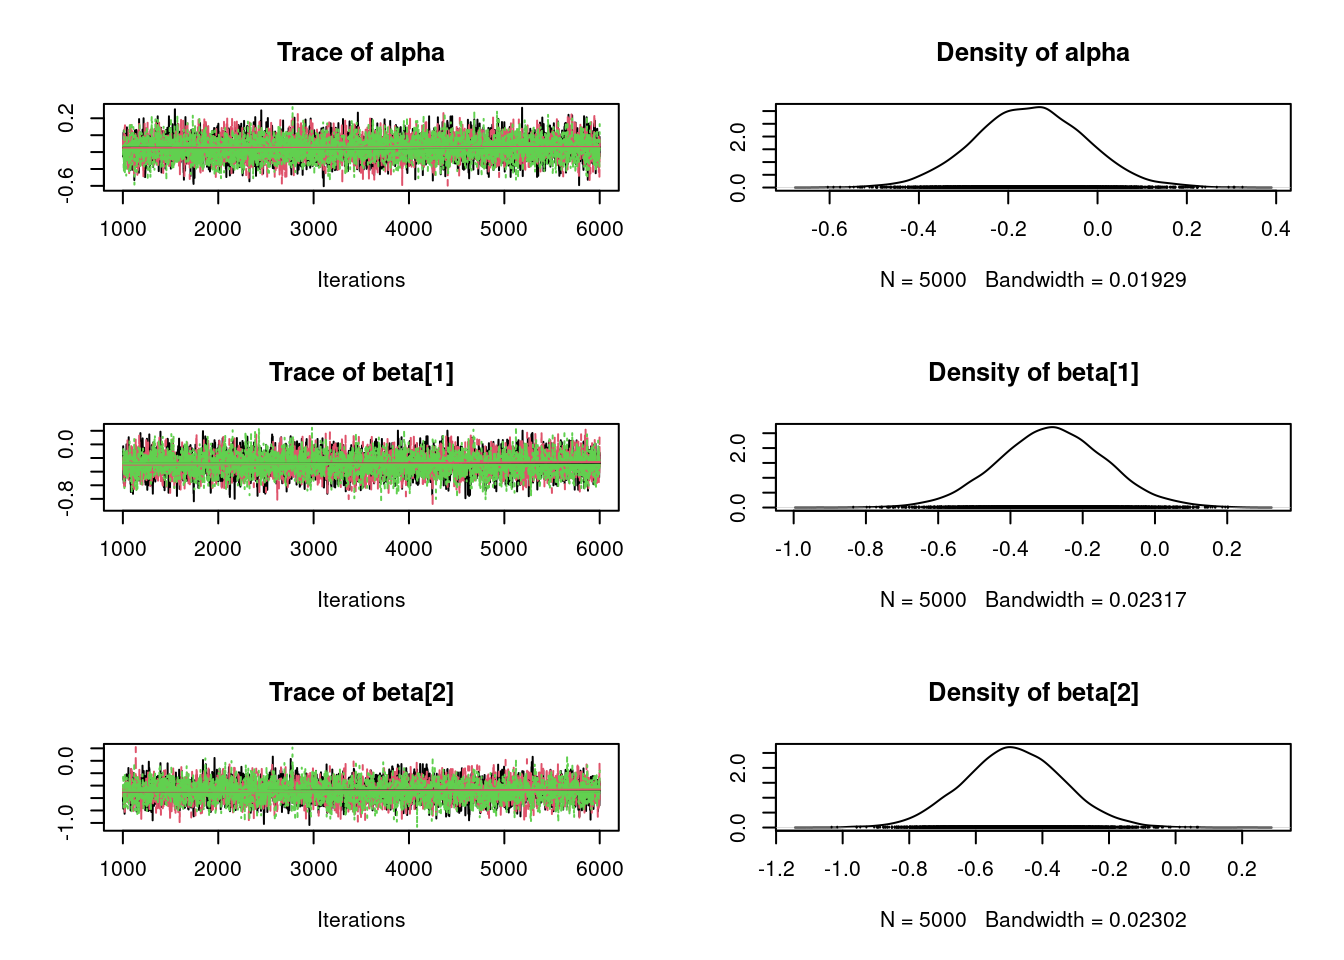 Trace of alpha
0.2
-0.6
1000 2000 3000 4000 5000 6000
Iterations
Density of alpha
2.0
0.0
-0.6 -0.4 -0.2 0.0 0.2 0.4
N = 5000 Bandwidth = 0.01929
Trace of beta[1]
0.0
-0.8
1000 2000 3000 4000 5000 6000
Iterations
Density of beta[1]
2.0
0.0
-1.0 -0.8 -0.6 -0.4 -0.2 0.0 0.2
N = 5000 Bandwidth = 0.02317
Trace of beta[2]
0.0
-1.0
1000 2000 3000 4000 5000 6000
Iterations
Density of beta[2]
2.0
0.0
-1.2 -1.0 -0.8 -0.6 -0.4 -0.2 0.0 0.2
N = 5000 Bandwidth = 0.02302